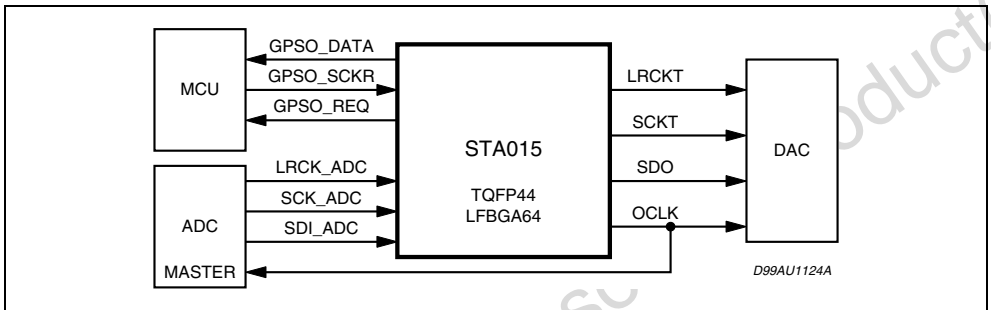 MCU
GPSO_DATA
GPSO_SCKR
GPSO_REQ
ADC
MASTER
LRCK_ADC
SCK_ADC
SDI_ADC
STA015
TQFP44
LFBGA64
LRCKT
SCKT
SDO
OCLK
DAC
D99AU1124A